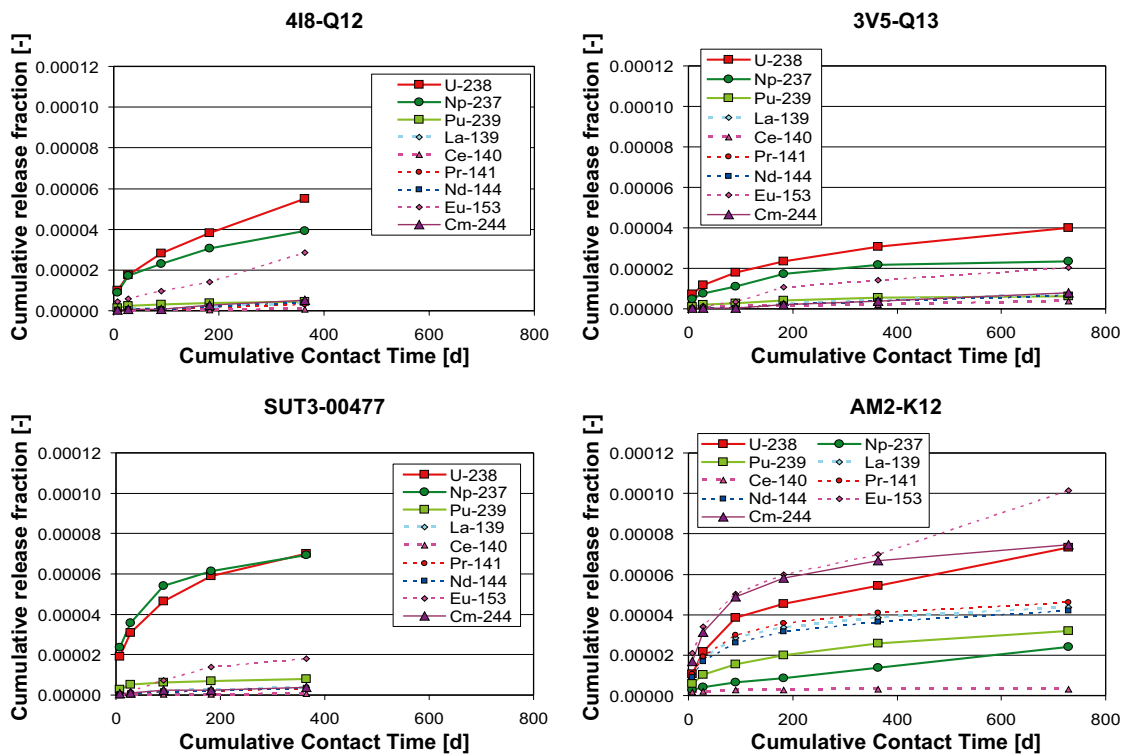 4I8-Q12
Cumulative release fraction [-]
0.00012
0.00010
0.00008
0.00006
0.00004
0.00002
0.00000
U-238
Np-237
Pu-239
La-139
Ce-140
Pr-141
Nd-144
Eu-153
Cm-244
0 200 400 600 800
Cumulative Contact Time [d]
3V5-Q13
Cumulative release fraction [-]
0.00012
0.00010
0.00008
0.00006
0.00004
0.00002
0.00000
U-238
Np-237
Pu-239
La-139
Ce-140
Pr-141
Nd-144
Eu-153
Cm-244
0 200 400 600 800
Cumulative Contact Time [d]
SUT3-00477
Cumulative release fraction [-]
0.00012
0.00010
0.00008
0.00006
0.00004
0.00002
0.00000
U-238
Np-237
Pu-239
La-139
Ce-140
Pr-141
Nd-144
Eu-153
Cm-244
0 200 400 600 800
Cumulative Contact Time [d]
AM2-K12
Cumulative release fraction [-]
0.00012
0.00010
0.00008
0.00006
0.00004
0.00002
0.00000
U-238 Np-237
Pu-239 La-139
Ce-140 Pr-141
Nd-144 Eu-153
Cm-244
0 200 400 600 800
Cumulative Contact Time [d]